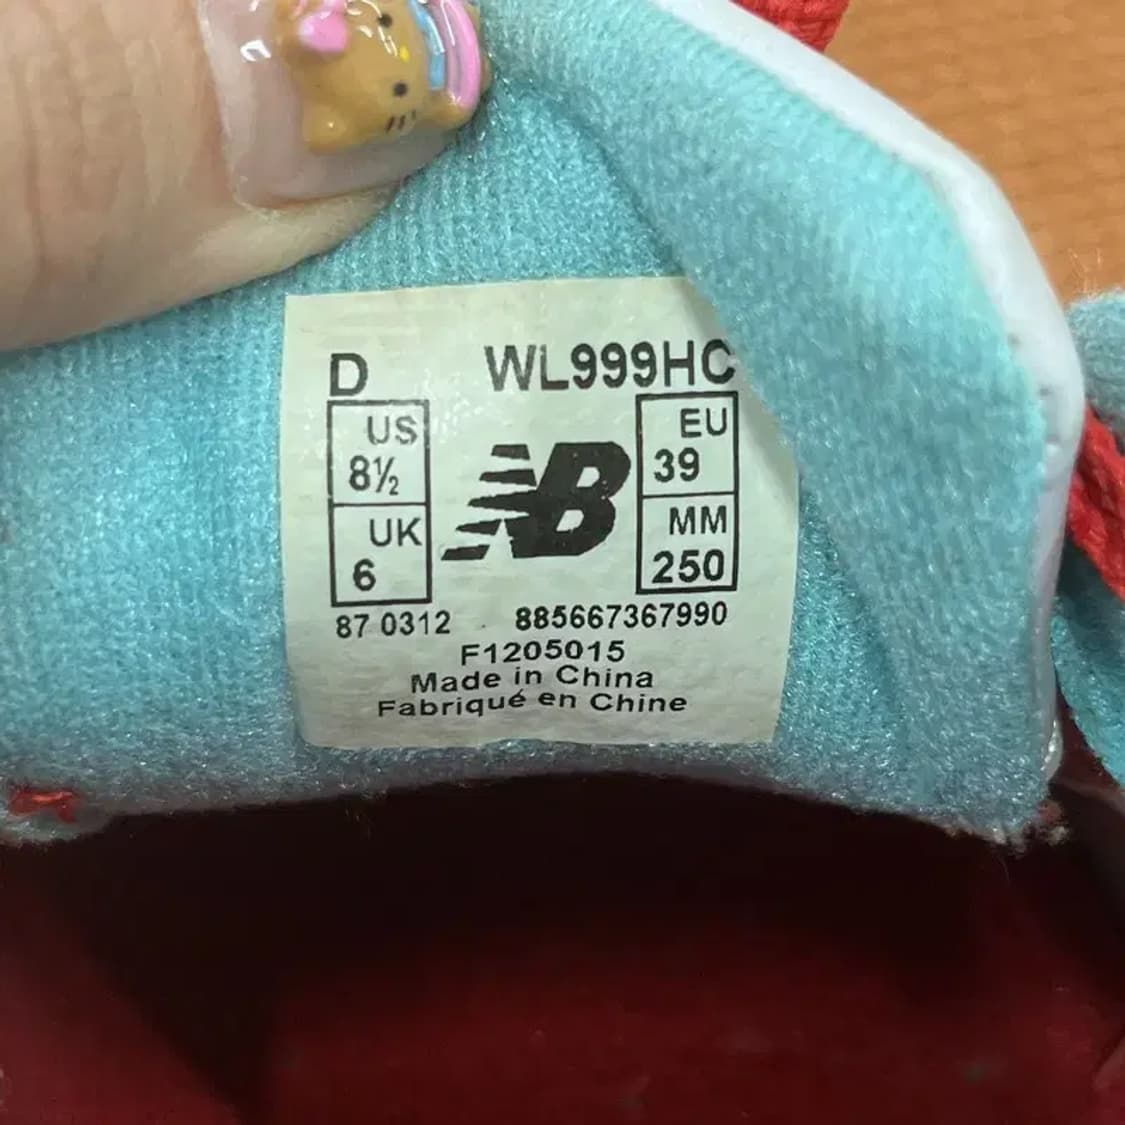 D WL999HC
US 8½
EU 39
NB
UK 6
MM 250
87 0312 885667367990
F1205015
Made in China
Fabriqué en Chine